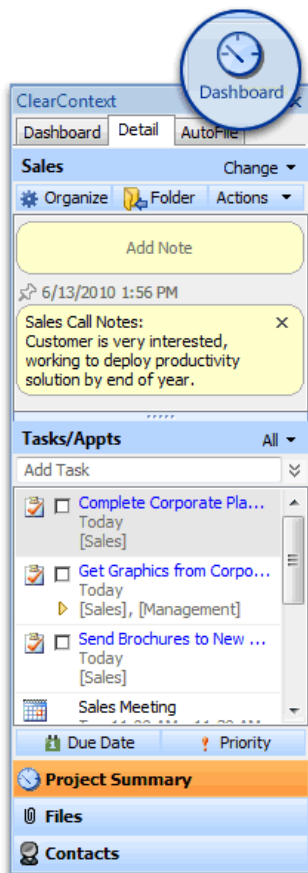 Dashboard
ClearContext
Dashboard Detail AutoFile
Sales Change
Organize Folder Actions
Add Note
6/13/2010 1:56 PM
Sales Call Notes:
Customer is very interested,
working to deploy productivity
solution by end of year.
Tasks/Appts All
Add Task
Complete Corporate Pla...
Today
[Sales]
Get Graphics from Corpo...
Today
[Sales], [Management]
Send Brochures to New ...
Today
[Sales]
Sales Meeting
Due Date Priority
Project Summary
Files
Contacts